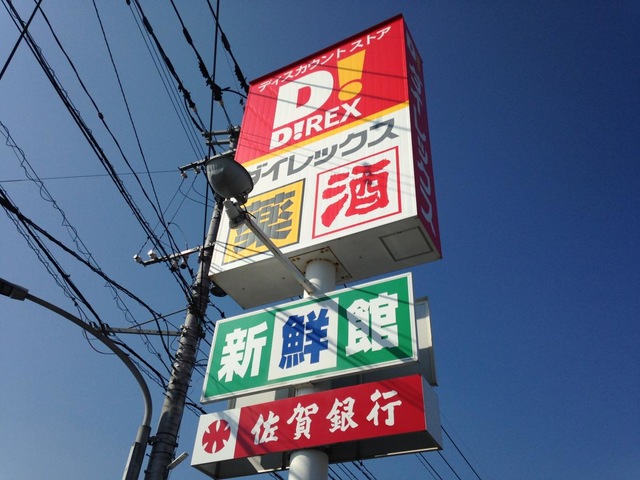 ディスカウント ストア
D!
D!REX
ダイレックス
薬 酒
新鮮館
佐賀銀行